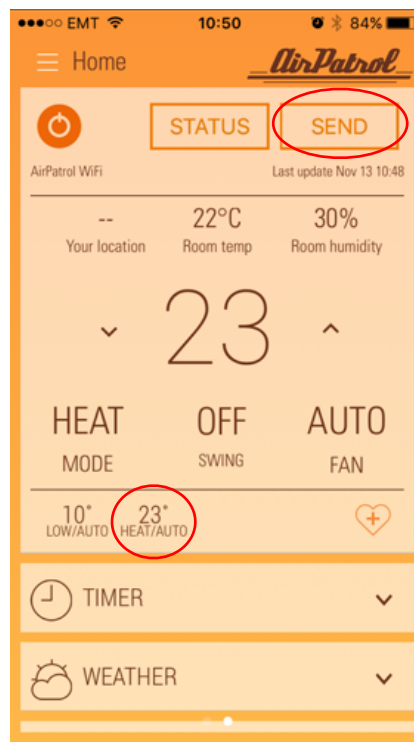 EMT 10:50 84%
Home AirPatrol
STATUS SEND
AirPatrol WiFi Last update Nov 13 10:48
-- 22°C 30%
Your location Room temp Room humidity
23
HEAT OFF AUTO
MODE SWING FAN
10° 23°
LOW/AUTO HEAT/AUTO
TIMER
WEATHER